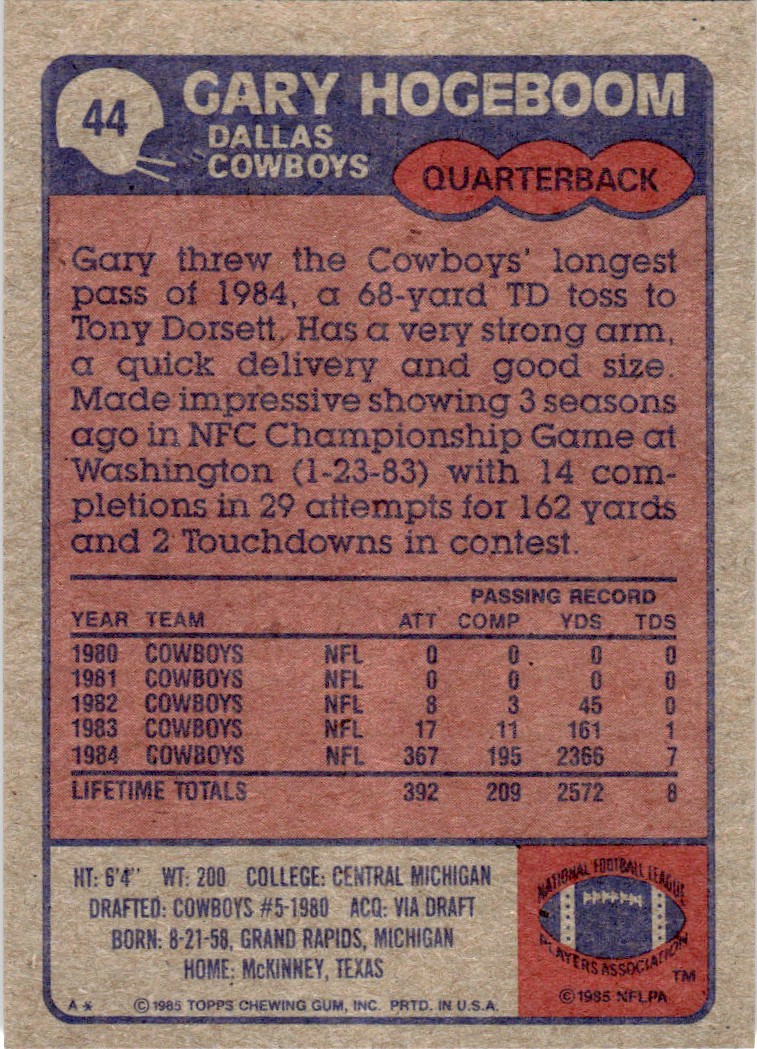 44
GARY HOGEBOOM
DALLAS
COWBOYS
QUARTERBACK
Gary threw the Cowboys' longest
pass of 1984, a 68-yard TD toss to
Tony Dorsett. Has a very strong arm,
a quick delivery and good size.
Made impressive showing 3 seasons
ago in NFC Championship Game at
Washington (1-23-83) with 14 com-
pletions in 29 attempts for 162 yards
and 2 Touchdowns in contest.
PASSING RECORD
YEAR TEAM ATT COMP YDS TDS
1980 COWBOYS NFL 0 0 0 0
1981 COWBOYS NFL 0 0 0 0
1982 COWBOYS NFL 8 3 45 0
1983 COWBOYS NFL 17 11 161 1
1984 COWBOYS NFL 367 195 2366 7
LIFETIME TOTALS 392 209 2572 8
HT: 6'4" WT: 200 COLLEGE: CENTRAL MICHIGAN
DRAFTED: COWBOYS #5-1980 ACQ: VIA DRAFT
BORN: 8-21-58, GRAND RAPIDS, MICHIGAN
HOME: McKINNEY, TEXAS
NATIONAL FOOTBALL LEAGUE
PLAYERS ASSOCIATION
TM
©1985 NFLPA
A* ©1985 TOPPS CHEWING GUM, INC. PRTD. IN U.S.A.